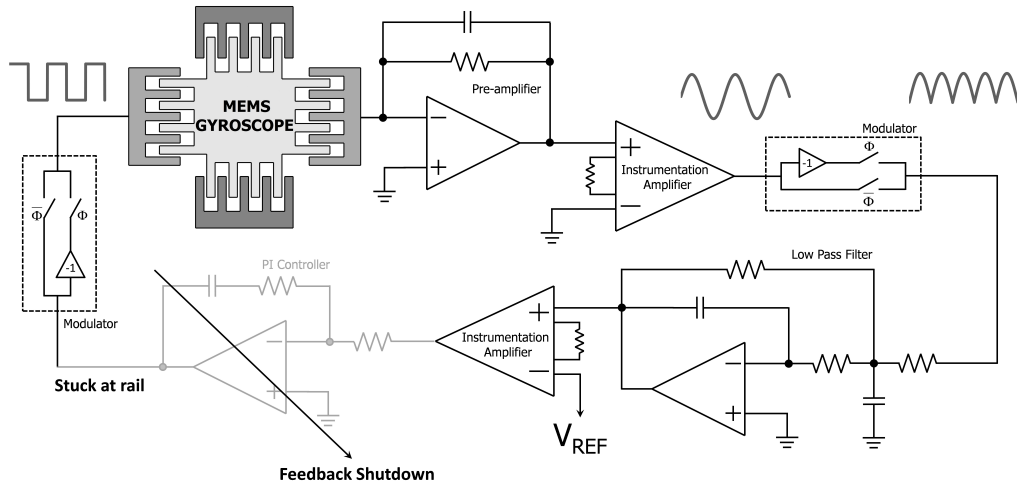 MEMS
GYROSCOPE
Pre-amplifier
+
−
Instrumentation
Amplifier
+
−
Modulator
-1
Φ
Φ̅
Φ̅
Φ
-1
Modulator
PI Controller
−
+
Stuck at rail
Feedback Shutdown
Instrumentation
Amplifier
+
−
VREF
Low Pass Filter
−
+